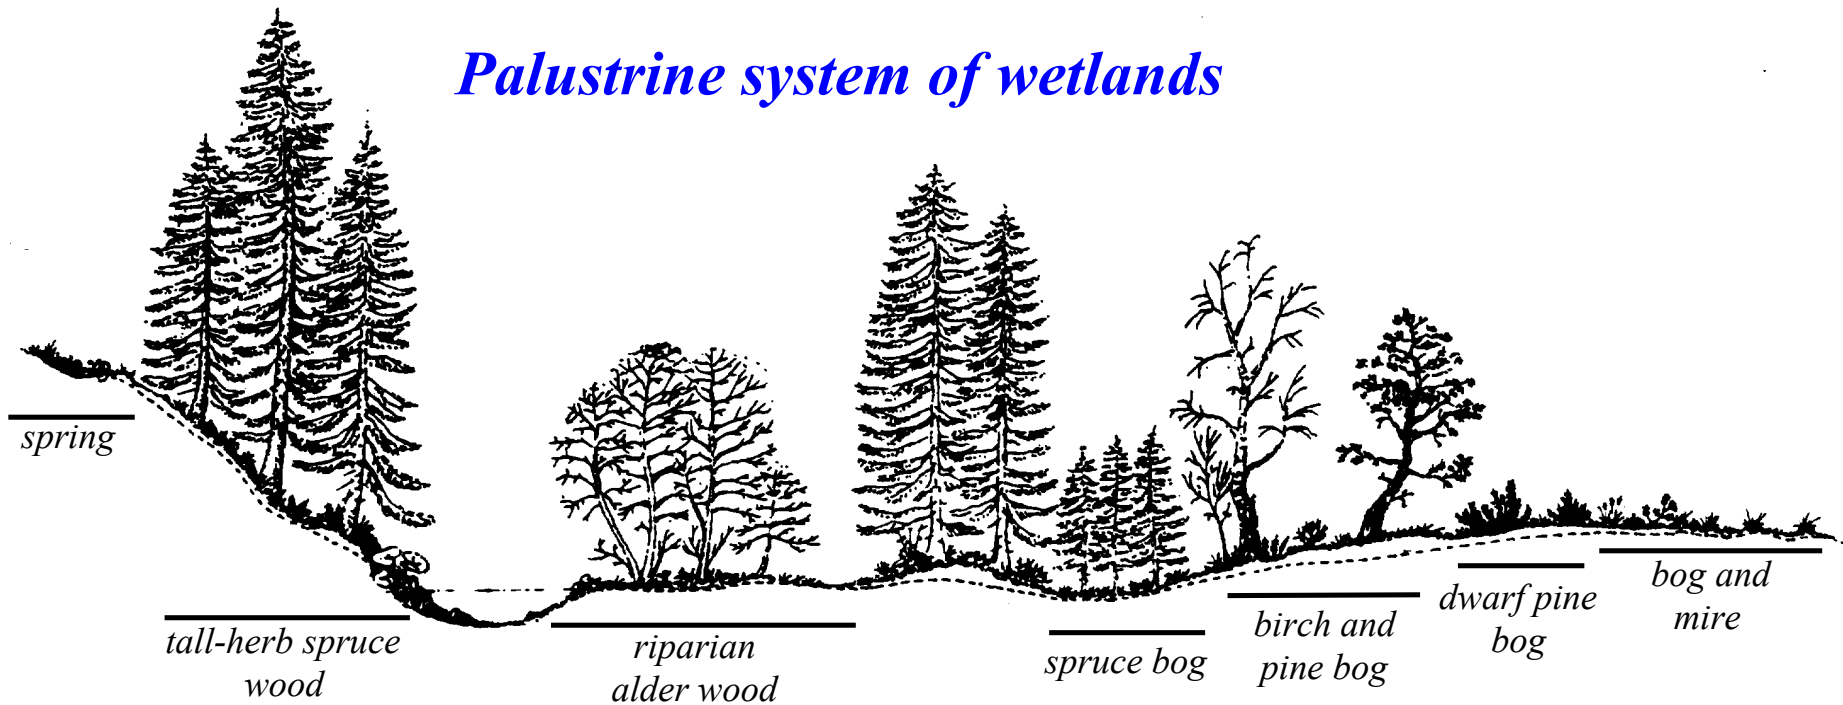 Palustrine system of wetlands
spring
tall-herb spruce
wood
riparian
alder wood
spruce bog
birch and
pine bog
dwarf pine
bog
bog and
mire